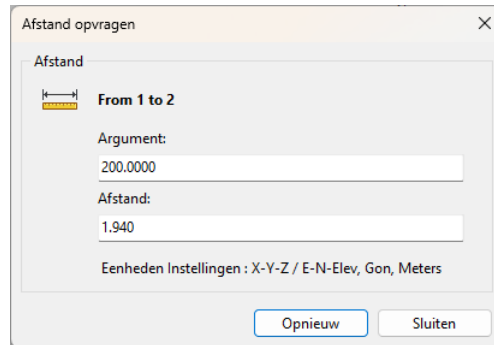 Afstand opvragen
Afstand
From 1 to 2
Argument:
200.0000
Afstand:
1.940
Eenheden Instellingen : X-Y-Z / E-N-Elev, Gon, Meters
Opnieuw Sluiten